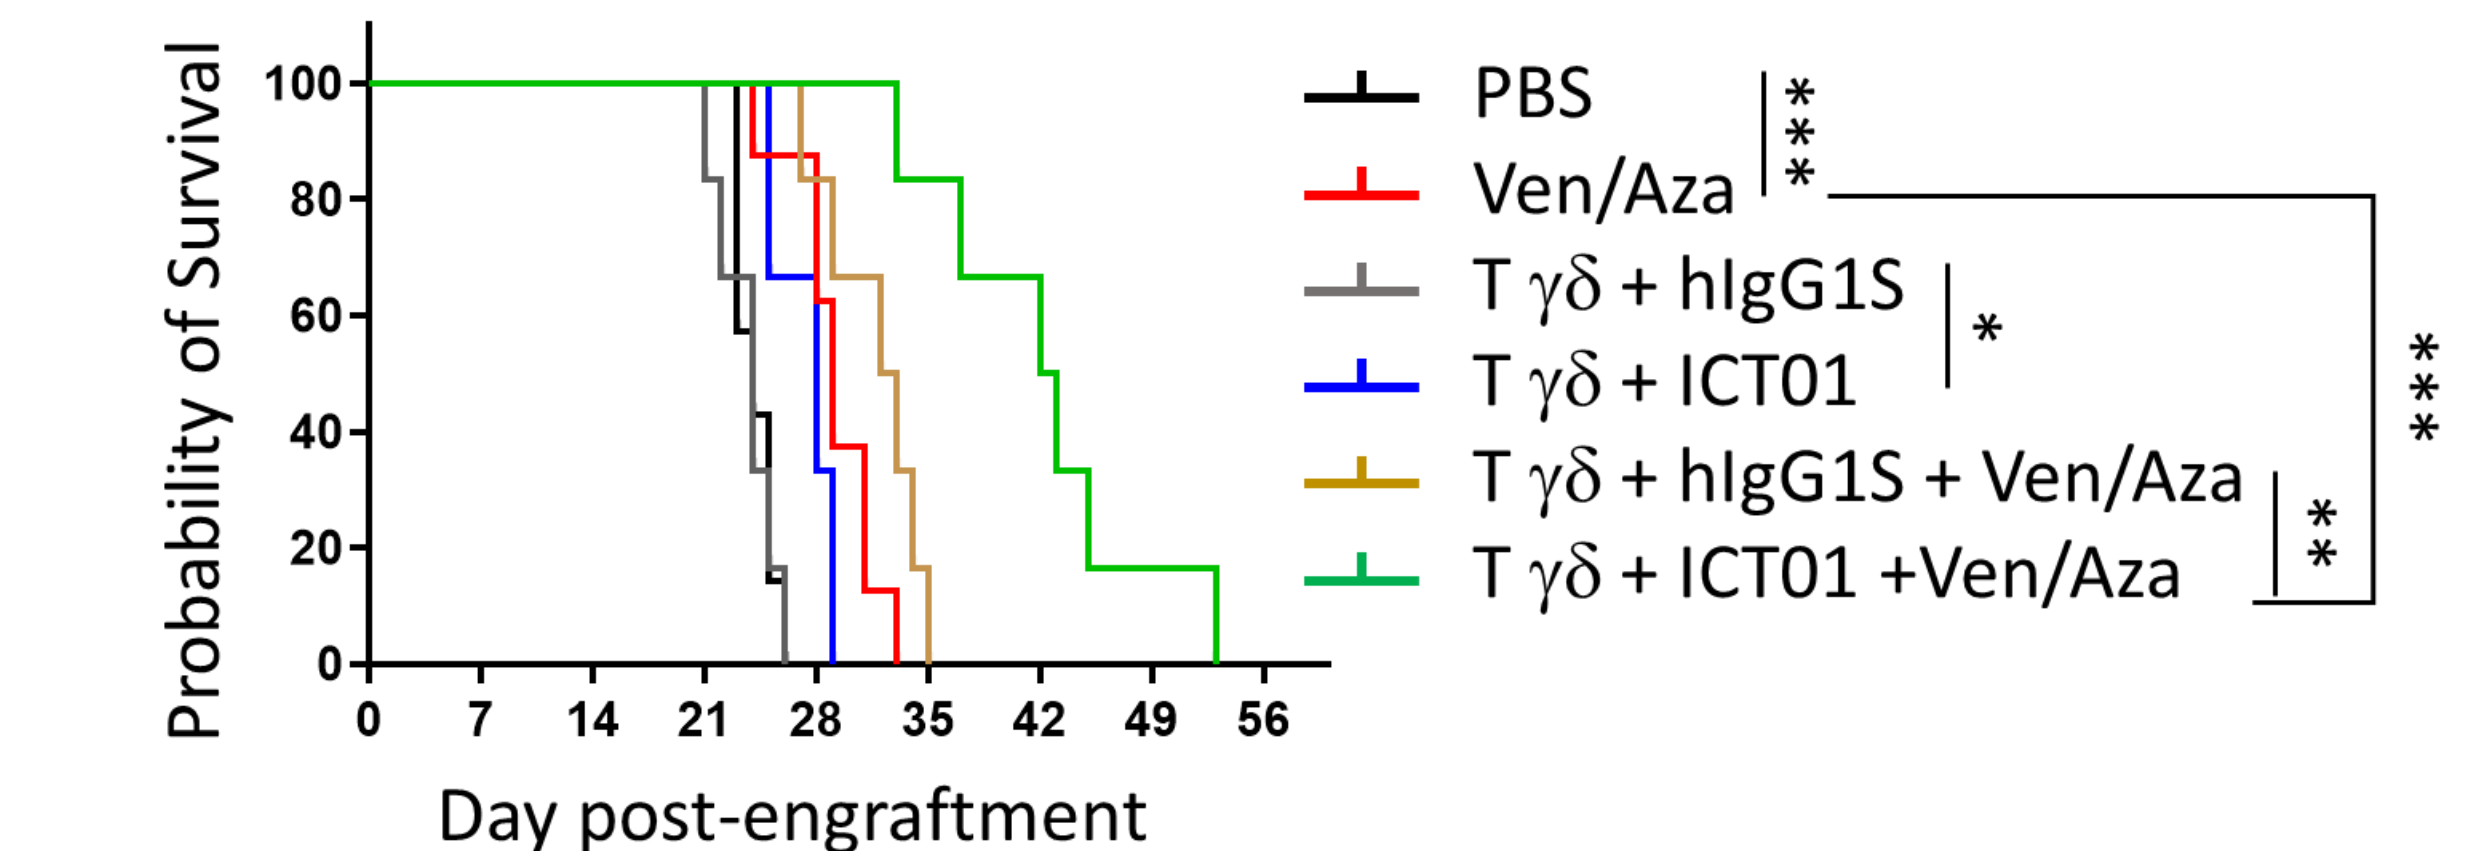 Probability of Survival
100
80
60
40
20
0
0 7 14 21 28 35 42 49 56
Day post-engraftment
PBS
Ven/Aza
T γδ + hIgG1S
T γδ + ICT01
T γδ + hIgG1S + Ven/Aza
T γδ + ICT01 +Ven/Aza
***
*
**
***